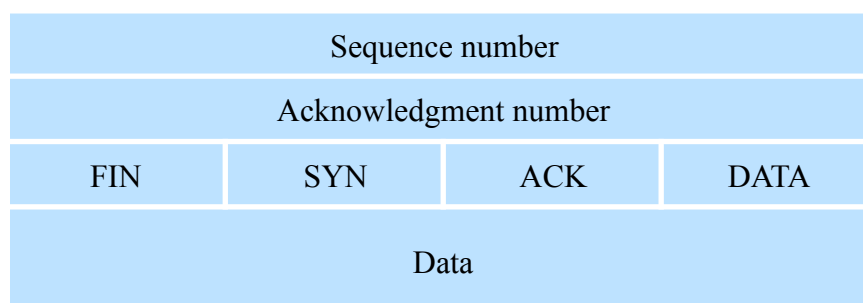 Sequence number
Acknowledgment number
FIN SYN ACK DATA
Data